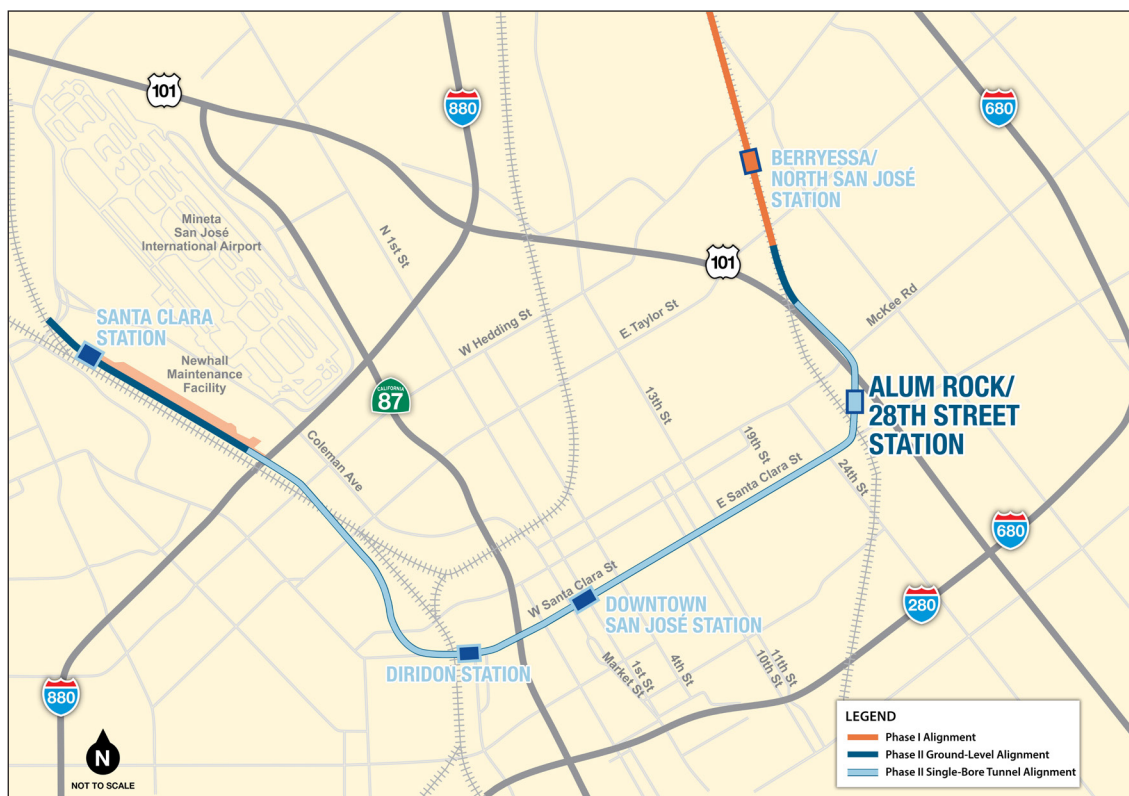 101
880
680
BERRYESSA/
NORTH SAN JOSÉ
STATION
Mineta
San José
International Airport
N 1st St
101
SANTA CLARA
STATION
W Hedding St
E Taylor St
McKee Rd
Newhall
Maintenance
Facility
CALIFORNIA
87
13th St
ALUM ROCK/
28TH STREET
STATION
Coleman Ave
19th St
24th St
E Santa Clara St
680
W Santa Clara St
280
DOWNTOWN
SAN JOSÉ STATION
DIRIDON STATION
Market St
1st St
4th St
10th St
11th St
880
N
NOT TO SCALE
LEGEND
Phase I Alignment
Phase II Ground-Level Alignment
Phase II Single-Bore Tunnel Alignment